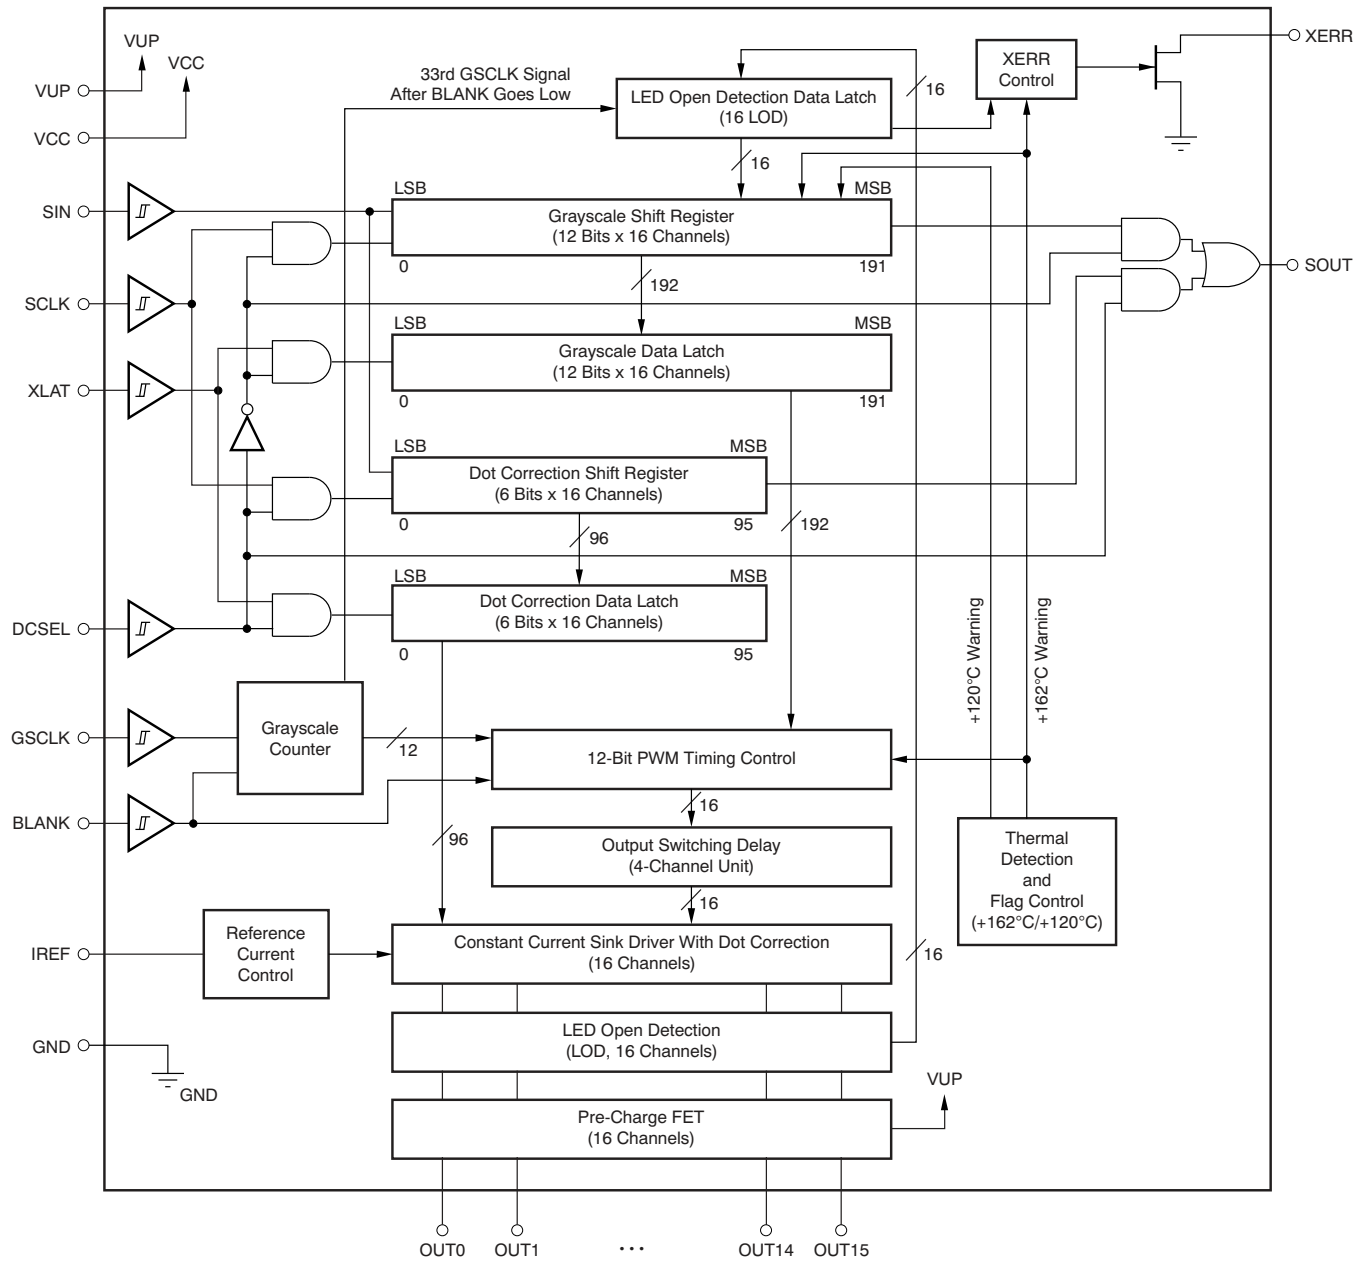 VUP
VCC
VUP
VCC
33rd GSCLK Signal
After BLANK Goes Low
LED Open Detection Data Latch
(16 LOD)
16
16
XERR
Control
XERR
SIN
LSB
MSB
Grayscale Shift Register
(12 Bits x 16 Channels)
0
191
192
SCLK
SOUT
LSB
MSB
Grayscale Data Latch
(12 Bits x 16 Channels)
0
191
XLAT
LSB
MSB
Dot Correction Shift Register
(6 Bits x 16 Channels)
0
95
192
96
LSB
MSB
Dot Correction Data Latch
(6 Bits x 16 Channels)
0
95
DCSEL
+120°C Warning
+162°C Warning
GSCLK
Grayscale
Counter
12
12-Bit PWM Timing Control
16
BLANK
96
Output Switching Delay
(4-Channel Unit)
16
Thermal
Detection
and
Flag Control
(+162°C/+120°C)
IREF
Reference
Current
Control
Constant Current Sink Driver With Dot Correction
(16 Channels)
16
GND
GND
LED Open Detection
(LOD, 16 Channels)
VUP
Pre-Charge FET
(16 Channels)
OUT0
OUT1
...
OUT14
OUT15